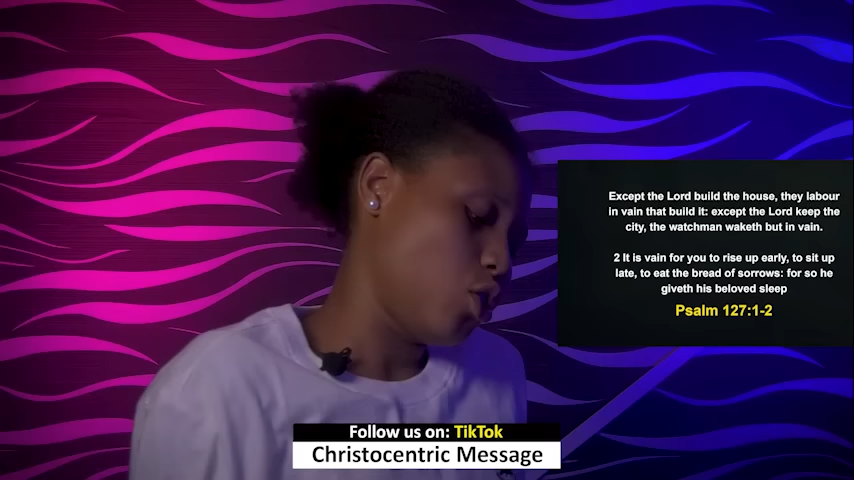 Except the Lord build the house, they labour
in vain that build it: except the Lord keep the
city, the watchman waketh but in vain.
2 It is vain for you to rise up early, to sit up
late, to eat the bread of sorrows: for so he
giveth his beloved sleep
Psalm 127:1-2
Follow us on: TikTok
Christocentric Message